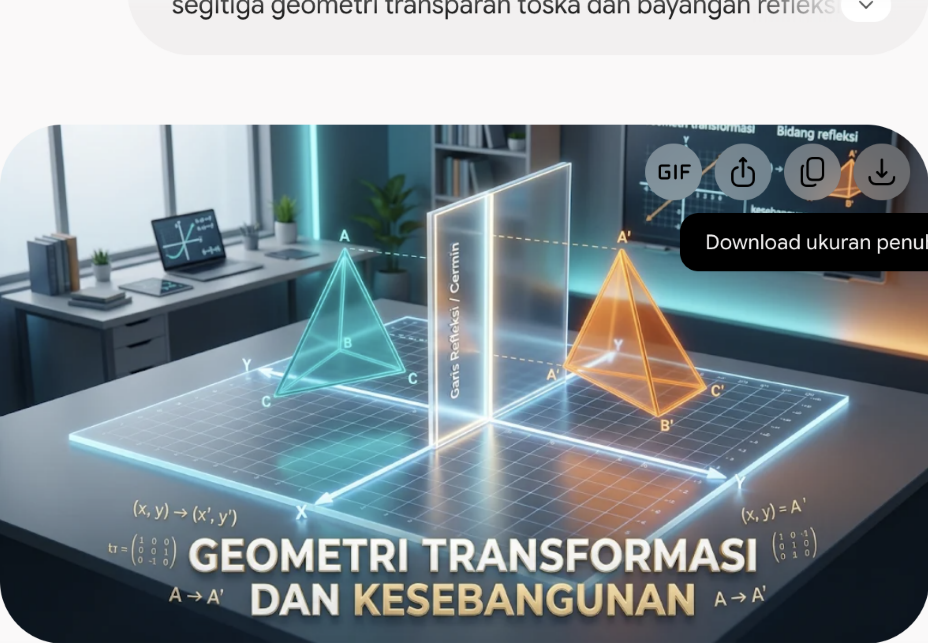 segitiga geometri transparan toska dan bayangan refleks
Bidang refleksi
GIF
Download ukuran penuh
A
B
C
C
Y
Garis Refleksi / Cermin
A'
A'
B'
C'
Y
X
Y
(x, y) → (x', y')
(x, y) = A'
GEOMETRI TRANSFORMASI
DAN KESEBANGUNAN
A → A'
A → A'